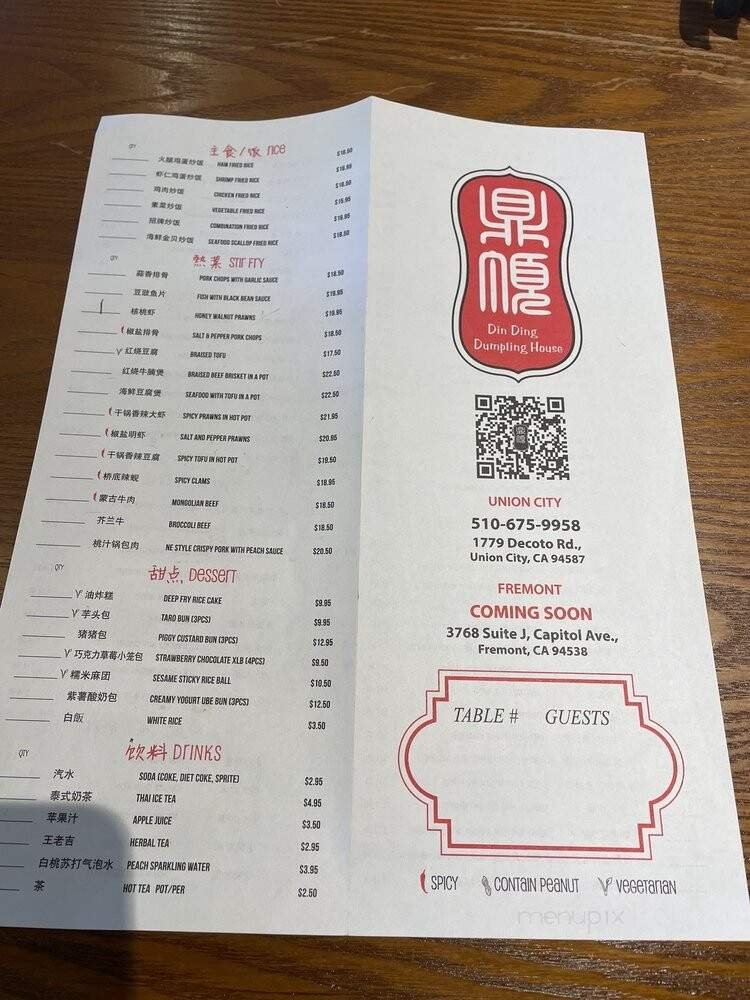 QTY 主食/饭 rice
火腿鸡蛋炒饭 HAM FRIED RICE $18.50
虾仁鸡蛋炒饭 SHRIMP FRIED RICE
鸡肉炒饭 CHICKEN FRIED RICE
素菜炒饭 VEGETABLE FRIED RICE
招牌炒饭 COMBINATION FRIED RICE
海鲜金贝炒饭 SEAFOOD SCALLOP FRIED RICE
QTY 热菜 STIR FRY
蒜香排骨 PORK CHOPS WITH GARLIC SAUCE $18.50
豆豉鱼片 FISH WITH BLACK BEAN SAUCE $19.95
核桃虾 HONEY WALNUT PRAWNS $19.95
椒盐排骨 SALT & PEPPER PORK CHOPS $18.50
红烧豆腐 BRAISED TOFU $17.50
红烧牛腩煲 BRAISED BEEF BRISKET IN A POT $22.50
海鲜豆腐煲 SEAFOOD WITH TOFU IN A POT $22.50
干锅香辣大虾 SPICY PRAWNS IN HOT POT $21.95
椒盐明虾 SALT AND PEPPER PRAWNS $20.95
干锅香辣豆腐 SPICY TOFU IN HOT POT $19.50
桥底辣蚬 SPICY CLAMS $18.95
蒙古牛肉 MONGOLIAN BEEF $18.50
芥兰牛 BROCCOLI BEEF $18.50
桃汁锅包肉 NE STYLE CRISPY PORK WITH PEACH SAUCE $20.50
QTY 甜点 Dessert
油炸糕 DEEP FRY RICE CAKE $9.95
芋头包 TARO BUN (3PCS) $9.95
猪猪包 PIGGY CUSTARD BUN (3PCS) $12.95
巧克力草莓小笼包 STRAWBERRY CHOCOLATE XLB (4PCS) $9.50
糯米麻团 SESAME STICKY RICE BALL $10.50
紫薯酸奶包 CREAMY YOGURT UBE BUN (3PCS) $12.50
白飯 WHITE RICE $3.50
QTY 饮料 DRINKS
汽水 SODA (COKE, DIET COKE, SPRITE) $2.95
泰式奶茶 THAI ICE TEA $4.95
苹果汁 APPLE JUICE $3.50
王老吉 HERBAL TEA $2.95
白桃苏打气泡水 PEACH SPARKLING WATER $3.95
茶 HOT TEA POT/PER $2.50
鼎
Din Ding
Dumpling House
UNION CITY
510-675-9958
1779 Decoto Rd.,
Union City, CA 94587
FREMONT
COMING SOON
3768 Suite J, Capitol Ave.,
Fremont, CA 94538
TABLE # GUESTS
SPICY CONTAIN PEANUT VEGETARIAN
menupix